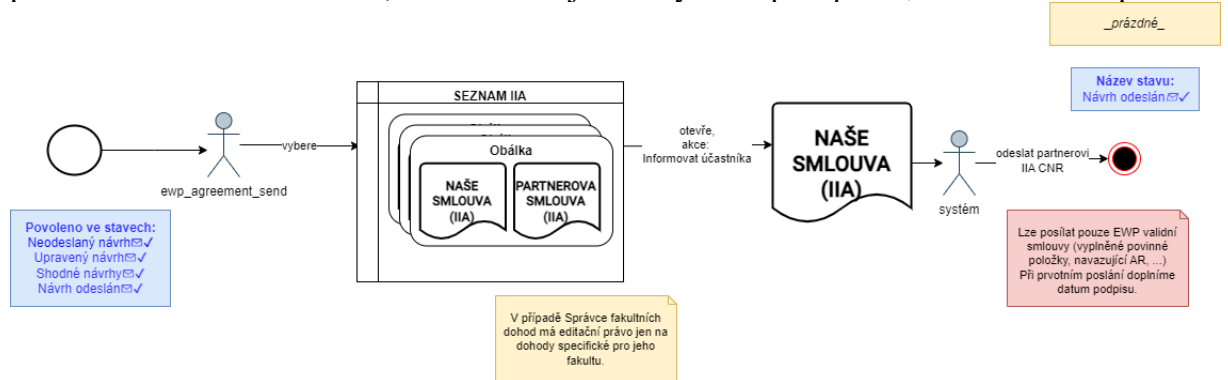 _prázdné_
Název stavu:
Návrh odeslán✉✓
SEZNAM IIA
Obálka
NAŠE
SMLOUVA
(IIA)
PARTNEROVA
SMLOUVA
(IIA)
vybere
ewp_agreement_send
otevře,
akce:
Informovat účastníka
NAŠE
SMLOUVA
(IIA)
systém
odeslat partnerovi
IIA CNR
Povoleno ve stavech:
Neodeslaný návrh✉✓
Upravený návrh✉✓
Shodné návrhy✉✓
Návrh odeslán✉✓
Lze posílat pouze EWP validní
smlouvy (vyplněné povinné
položky, navazující AR, ...)
Při prvotním poslání doplníme
datum podpisu.
V případě Správce fakultních
dohod má editační právo jen na
dohody specifické pro jeho
fakultu.